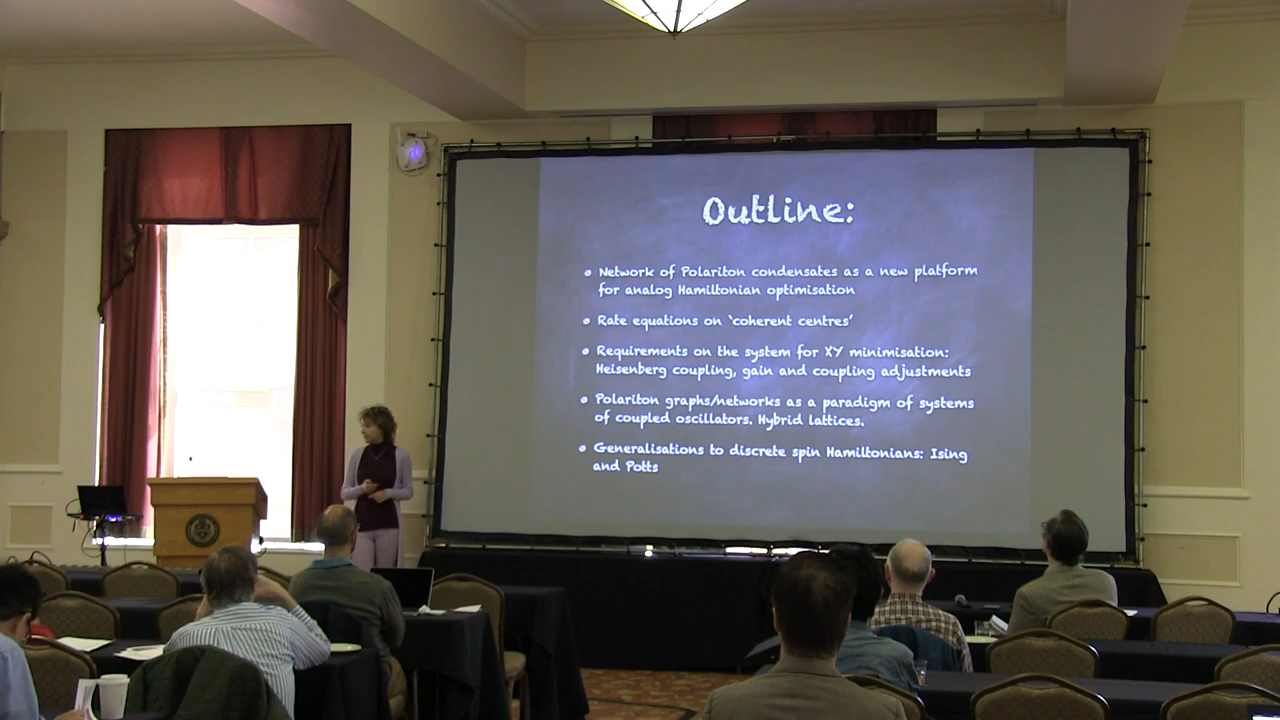 Outline:
• Network of Polariton condensates as a new platform
for analog Hamiltonian optimisation
• Rate equations on ‘coherent centres’
• Requirements on the system for XY minimisation:
Heisenberg coupling, gain and coupling adjustments
• Polariton graphs/networks as a paradigm of systems
of coupled oscillators. Hybrid lattices.
• Generalisations to discrete spin Hamiltonians: Ising
and Potts